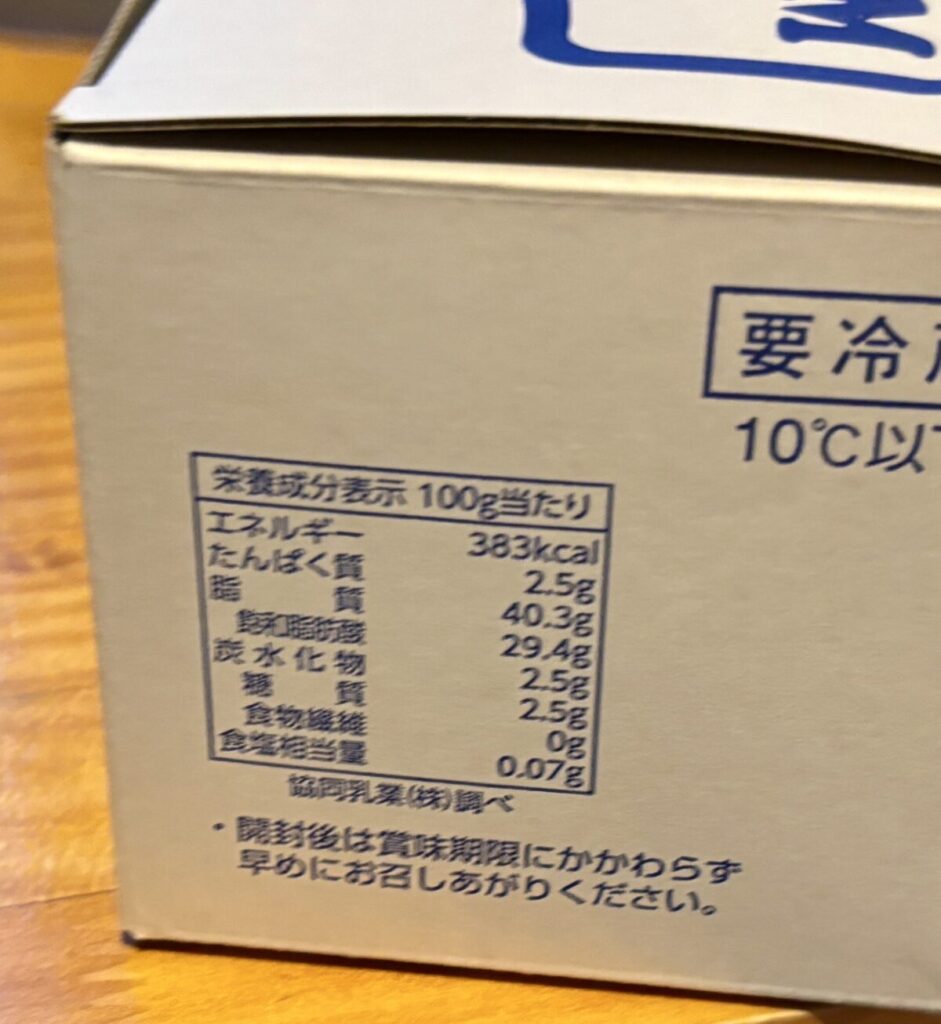 要冷
10℃以下
栄養成分表示 100g当たり
エネルギー 383kcal
たんぱく質 2.5g
脂質 40.3g
飽和脂肪酸 29.4g
炭水化物 2.5g
糖質 2.5g
食物繊維 0g
食塩相当量 0.07g
協同乳業(株)調べ
・開封後は賞味期限にかかわらず
早めにお召しあがりください。